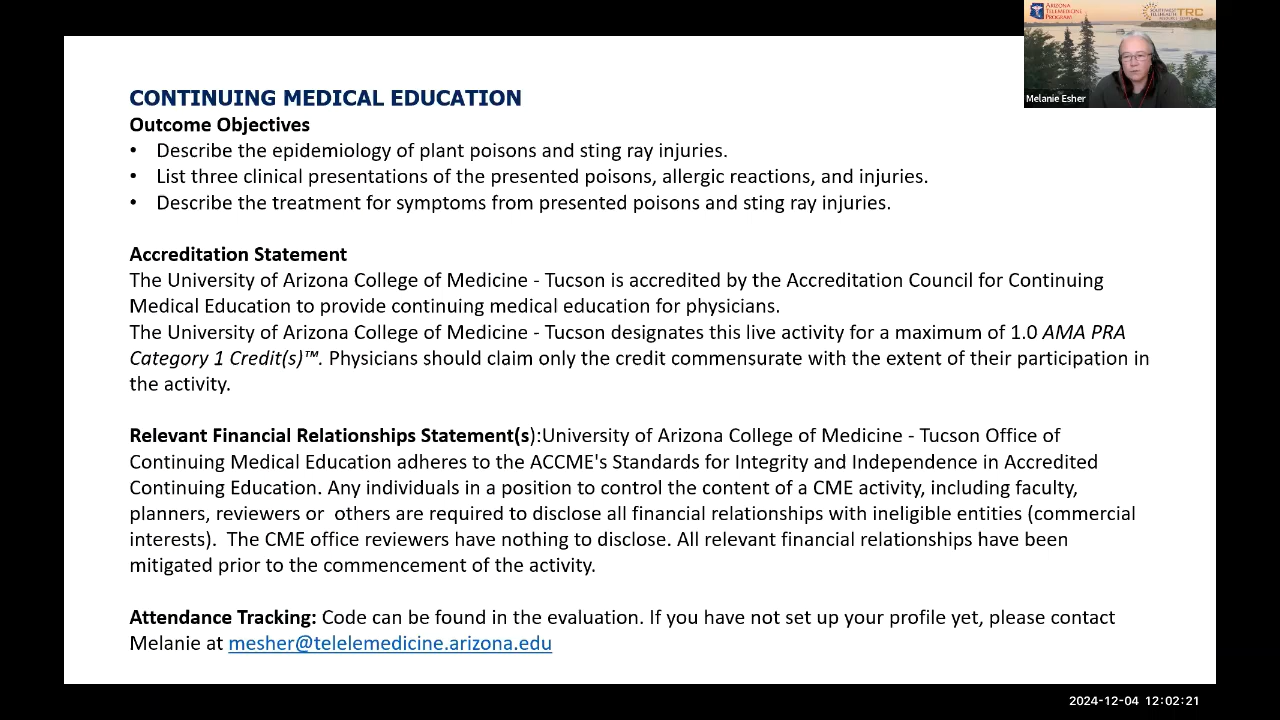 ARIZONA
TELEMEDICINE
PROGRAM
TRC
Melanie Esher
CONTINUING MEDICAL EDUCATION
Outcome Objectives
• Describe the epidemiology of plant poisons and sting ray injuries.
• List three clinical presentations of the presented poisons, allergic reactions, and injuries.
• Describe the treatment for symptoms from presented poisons and sting ray injuries.
Accreditation Statement
The University of Arizona College of Medicine - Tucson is accredited by the Accreditation Council for Continuing
Medical Education to provide continuing medical education for physicians.
The University of Arizona College of Medicine - Tucson designates this live activity for a maximum of 1.0 AMA PRA
Category 1 Credit(s)™. Physicians should claim only the credit commensurate with the extent of their participation in
the activity.
Relevant Financial Relationships Statement(s):University of Arizona College of Medicine - Tucson Office of
Continuing Medical Education adheres to the ACCME's Standards for Integrity and Independence in Accredited
Continuing Education. Any individuals in a position to control the content of a CME activity, including faculty,
planners, reviewers or  others are required to disclose all financial relationships with ineligible entities (commercial
interests).  The CME office reviewers have nothing to disclose. All relevant financial relationships have been
mitigated prior to the commencement of the activity.
Attendance Tracking: Code can be found in the evaluation. If you have not set up your profile yet, please contact
Melanie at mesher@telelemedicine.arizona.edu
2024-12-04 12:02:21